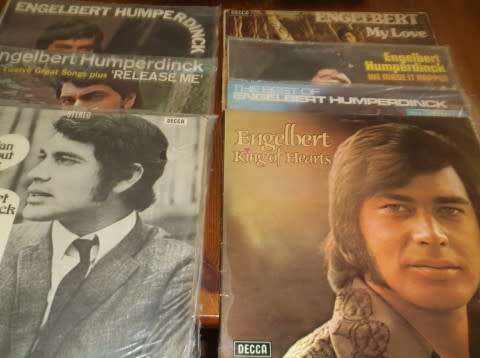 ENGELBERT HUMPERDINCK
Engelbert Humperdinck
Twelve Great Songs plus 'RELEASE ME'
STEREO
DECCA
DECCA
ENGELBERT
My Love
Engelbert
Humperdinck
THE BEST OF
ENGELBERT HUMPERDINCK
Engelbert
King of Hearts
DECCA